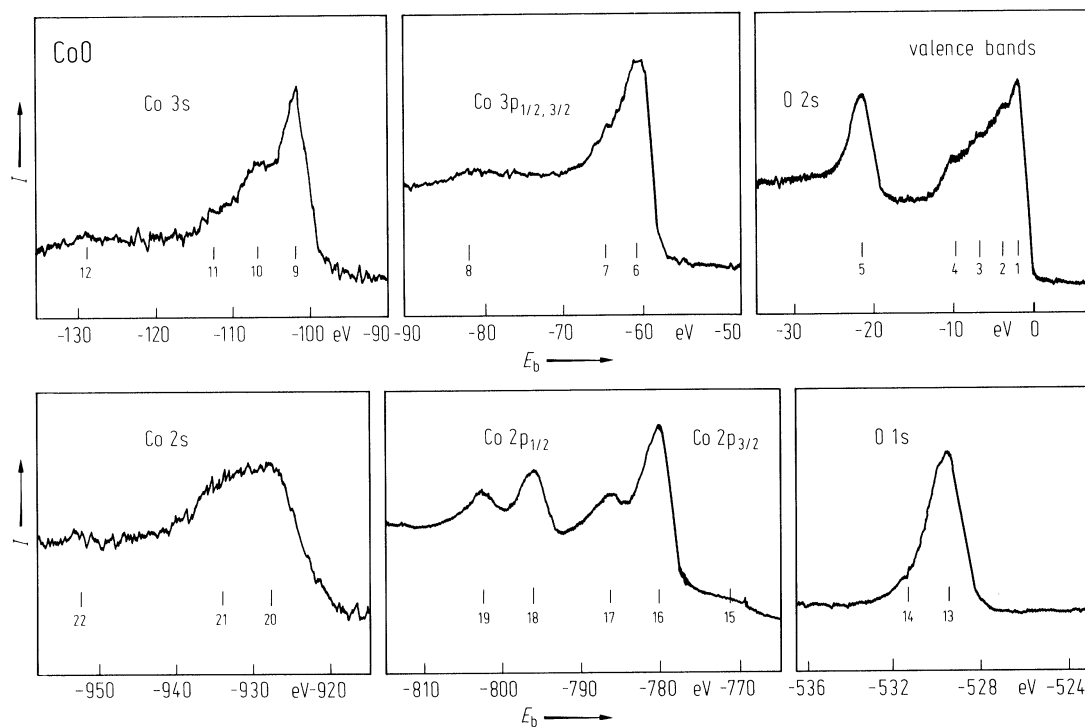 CoO
Co 3s
I
12 11 10 9
-130 -120 -110 -100 eV -90
Co 3p1/2, 3/2
8 7 6
-90 -80 -70 -60 eV -50
valence bands
O 2s
5 4 3 2 1
-30 -20 -10 eV 0
Eb
Co 2s
I
22 21 20
-950 -940 -930 eV -920
Co 2p1/2 Co 2p3/2
19 18 17 16 15
-810 -800 -790 -780 eV -770
O 1s
14 13
-536 -532 -528 eV -524
Eb